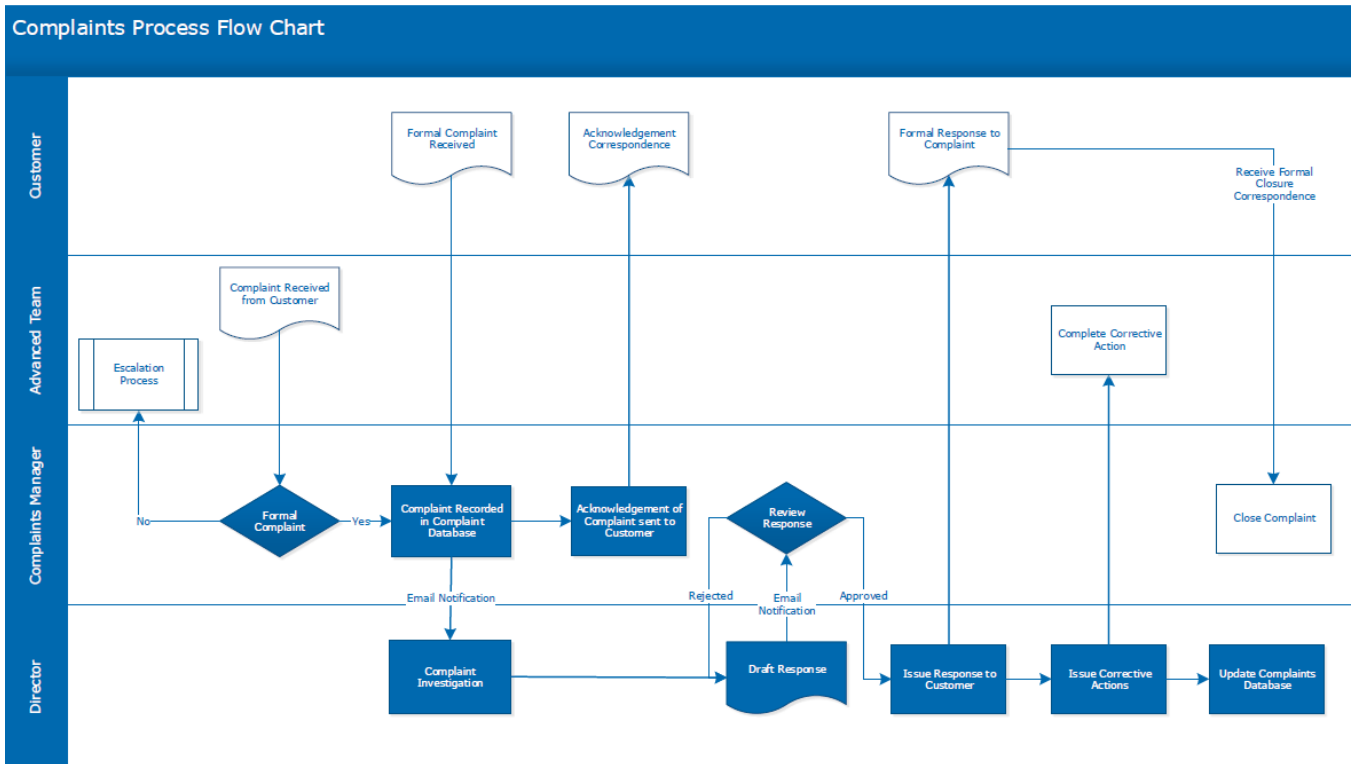 Complaints Process Flow Chart
Customer
Formal Complaint
Received
Acknowledgement
Correspondence
Formal Response to
Complaint
Receive Formal
Closure
Correspondence
Advanced Team
Complaint Received
from Customer
Escalation
Process
Complete Corrective
Action
Complaints Manager
No
Formal
Complaint
Yes
Complaint Recorded
in Complaint
Database
Acknowledgement of
Complaint sent to
Customer
Review
Response
Close Complaint
Email Notification
Rejected
Email
Notification
Approved
Director
Complaint
Investigation
Draft Response
Issue Response to
Customer
Issue Corrective
Actions
Update Complaints
Database